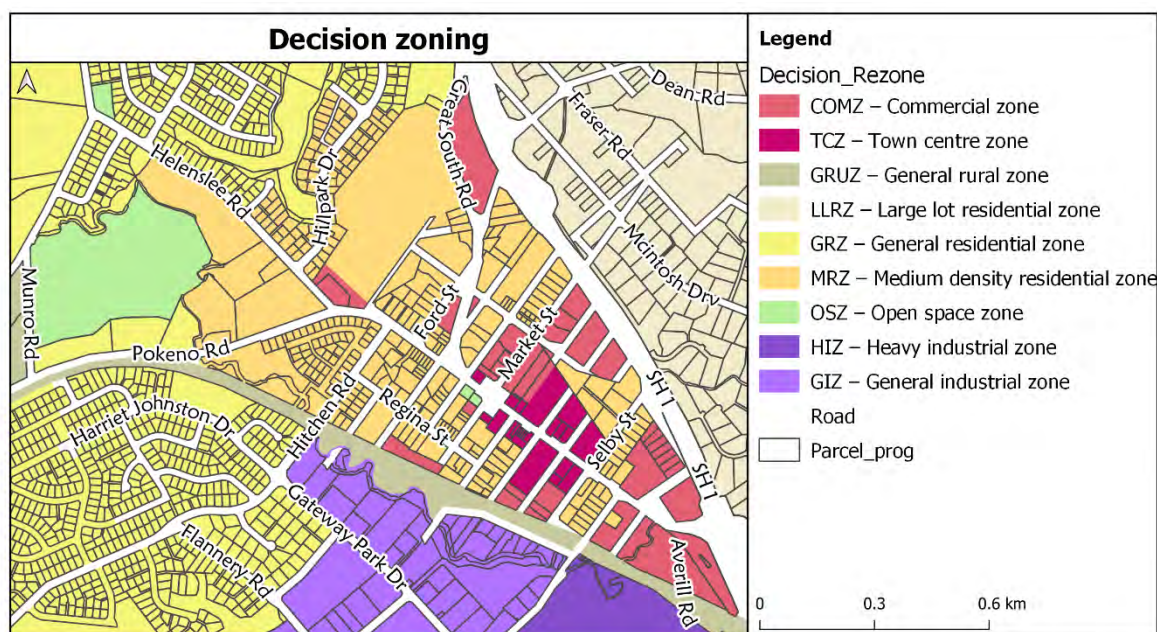 Decision zoning
Great South Rd
Dean Rd
Fraser Rd
Helenslee Rd
Hillpark Dr
Mcintosh Drv
Munro Rd
Ford St
Market St
Pokeno Rd
SH 1
Hitchen Rd
Regina St
Harriet Johnston Dr
Selby St
SH 1
Gateway Park Dr
Flannery Rd
Averill Rd
Legend
Decision_Rezone
COMZ – Commercial zone
TCZ – Town centre zone
GRUZ – General rural zone
LLRZ – Large lot residential zone
GRZ – General residential zone
MRZ – Medium density residential zone
OSZ – Open space zone
HIZ – Heavy industrial zone
GIZ – General industrial zone
Road
Parcel_prog
0 0.3 0.6 km